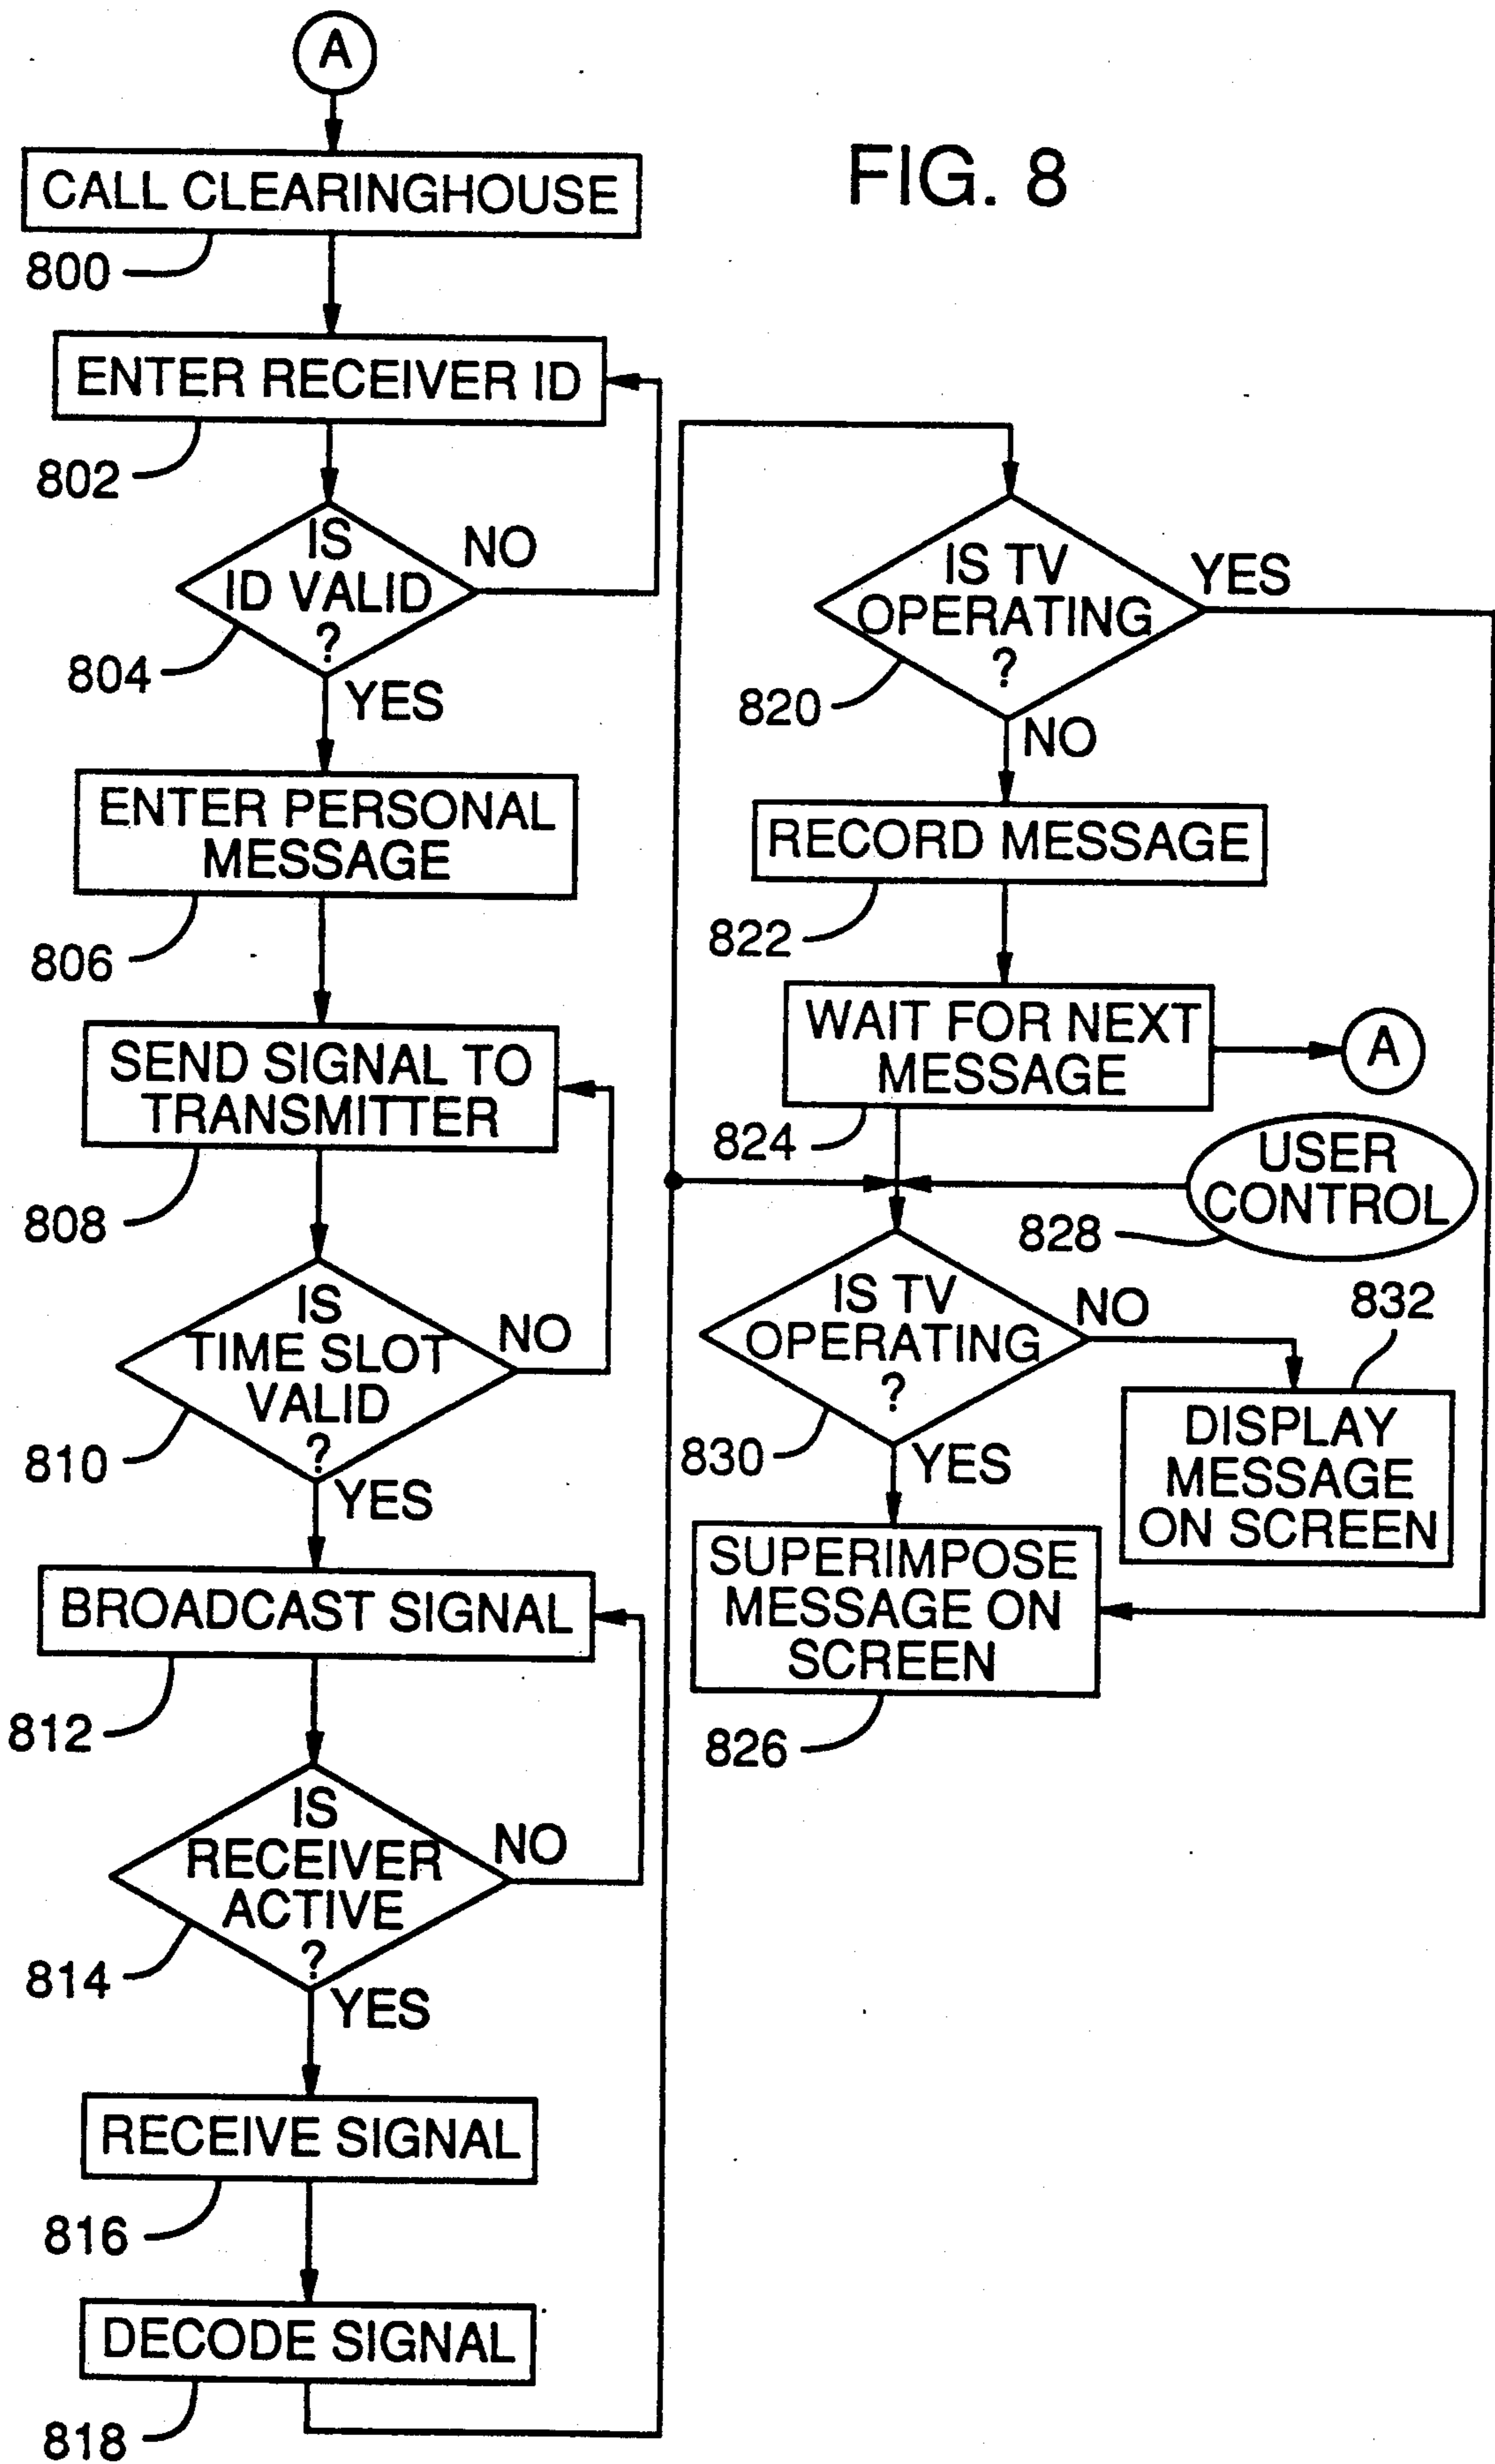 A
FIG. 8
CALL CLEARINGHOUSE
800
ENTER RECEIVER ID
802
IS
ID VALID
?
NO
804
YES
ENTER PERSONAL
MESSAGE
806
SEND SIGNAL TO
TRANSMITTER
808
IS
TIME SLOT
VALID
?
NO
810
YES
BROADCAST SIGNAL
812
IS
RECEIVER
ACTIVE
?
NO
814
YES
RECEIVE SIGNAL
816
DECODE SIGNAL
818
IS TV
OPERATING
?
YES
820
NO
RECORD MESSAGE
822
WAIT FOR NEXT
MESSAGE
A
824
USER
CONTROL
828
IS TV
OPERATING
?
NO
832
830
YES
DISPLAY
MESSAGE
ON SCREEN
SUPERIMPOSE
MESSAGE ON
SCREEN
826